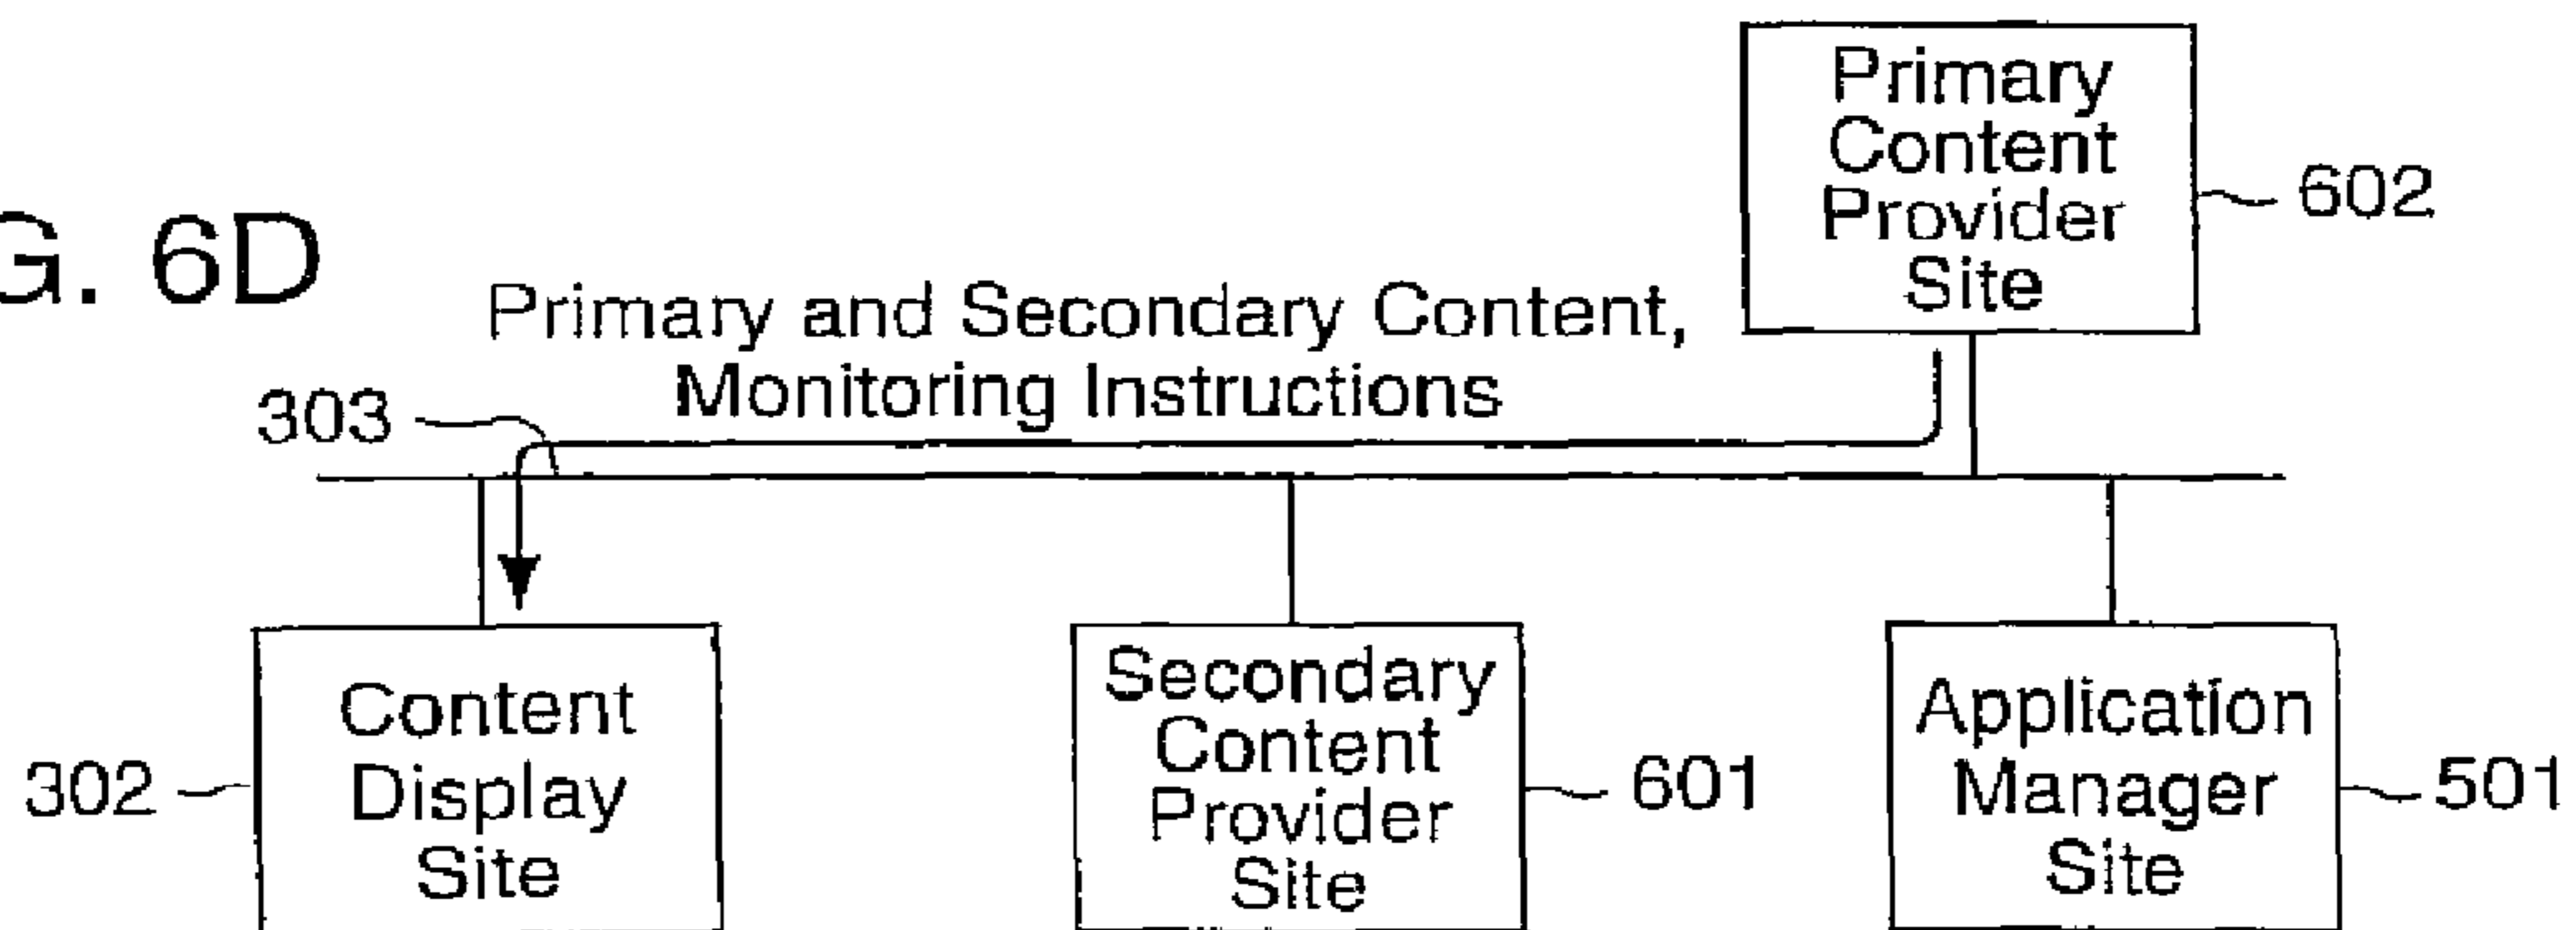 G. 6D
Primary
Content
Provider
Site
602
Primary and Secondary Content,
Monitoring Instructions
303
Content
Display
Site
302
Secondary
Content
Provider
Site
601
Application
Manager
Site
501